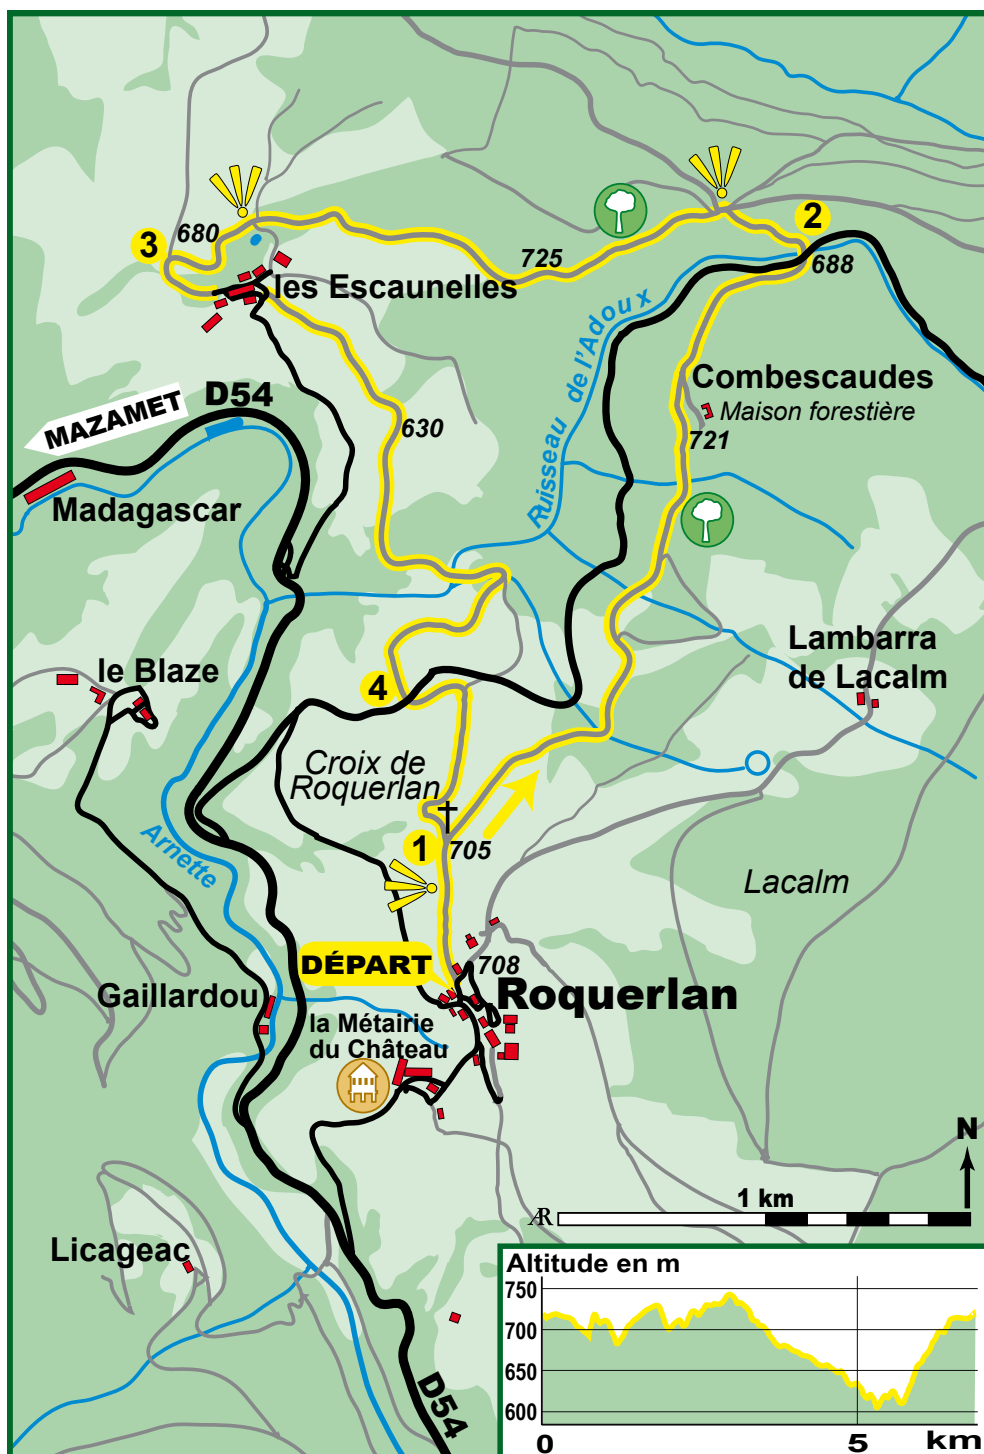 2
3
680
725
688
les Escaunelles
Ruisseau de l'Adoux
Combescaudes
Maison forestière
D54
MAZAMET
630
721
Madagascar
Lambarra
de Lacalm
le Blaze
4
Croix de
Roquerlan
1
705
Arnette
Lacalm
DÉPART
708
Gaillardou
Roquerlan
la Métairie
du Château
N
1 km
Licageac
D54
Altitude en m
750
700
650
600
0
5
km